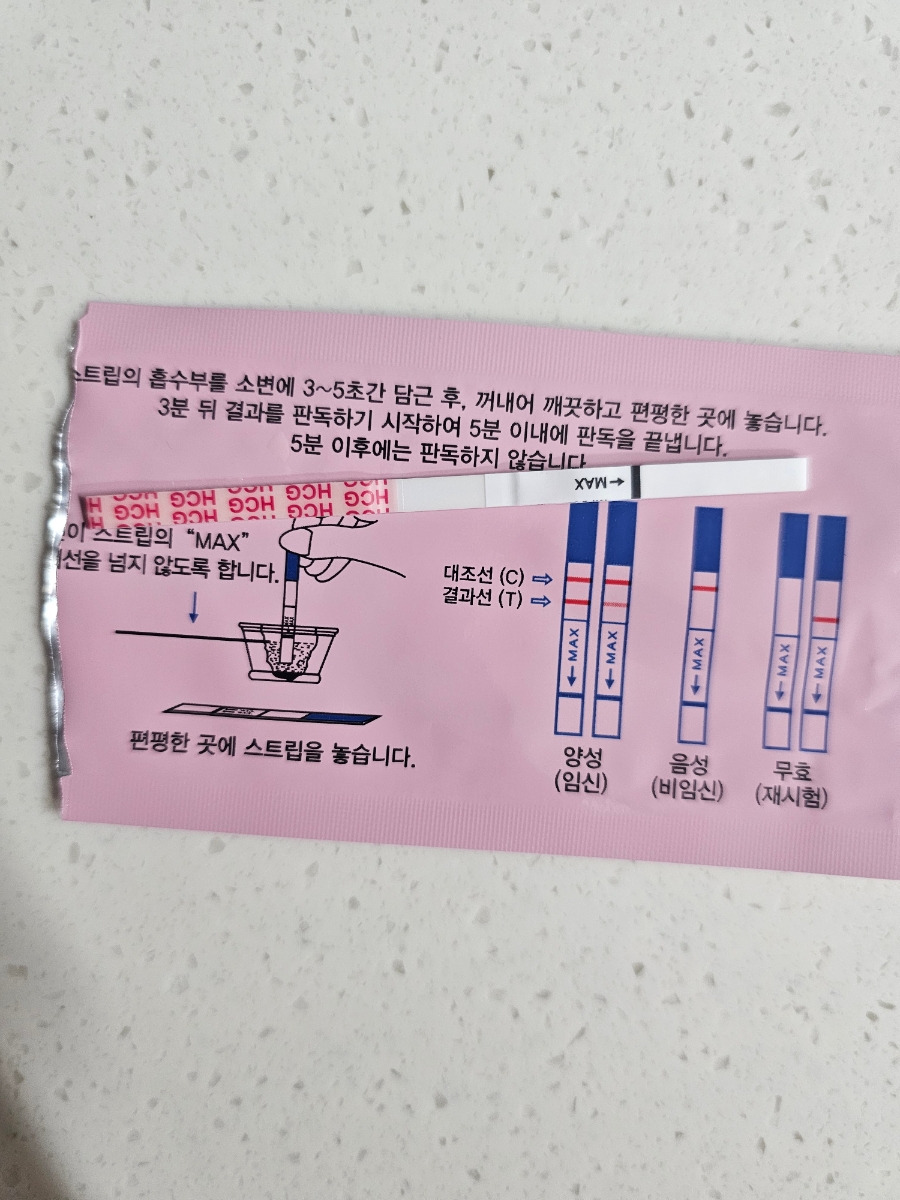 스트립의 흡수부를 소변에 3~5초간 담근 후, 꺼내어 깨끗하고 편평한 곳에 놓습니다.
3분 뒤 결과를 판독하기 시작하여 5분 이내에 판독을 끝냅니다.
5분 이후에는 판독하지 않습니다
HCG HCG HCG HCG HCG
HCG HCG HCG HCG HCG
←MAX
스트립의 “MAX”
넘지 않도록 합니다.
대조선 (C) ⇨
결과선 (T) ⇨
←MAX
←MAX
←MAX
←MAX
←MAX
편평한 곳에 스트립을 놓습니다.
양성
(임신)
음성
(비임신)
무효
(재시험)